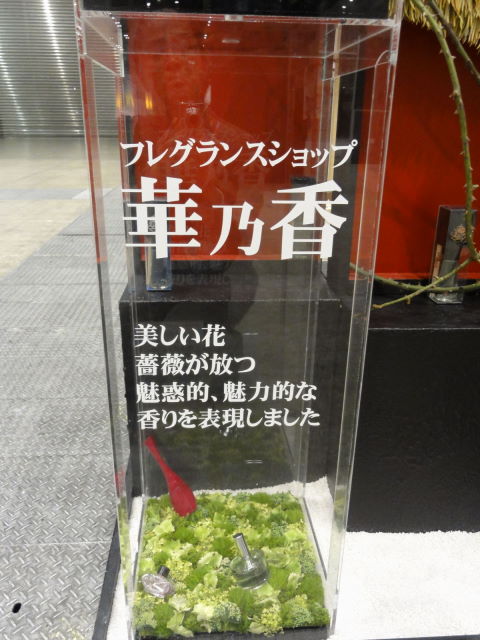 フレグランスショップ
華乃香
美しい花
薔薇が放つ
魅惑的、魅力的な
香りを表現しました